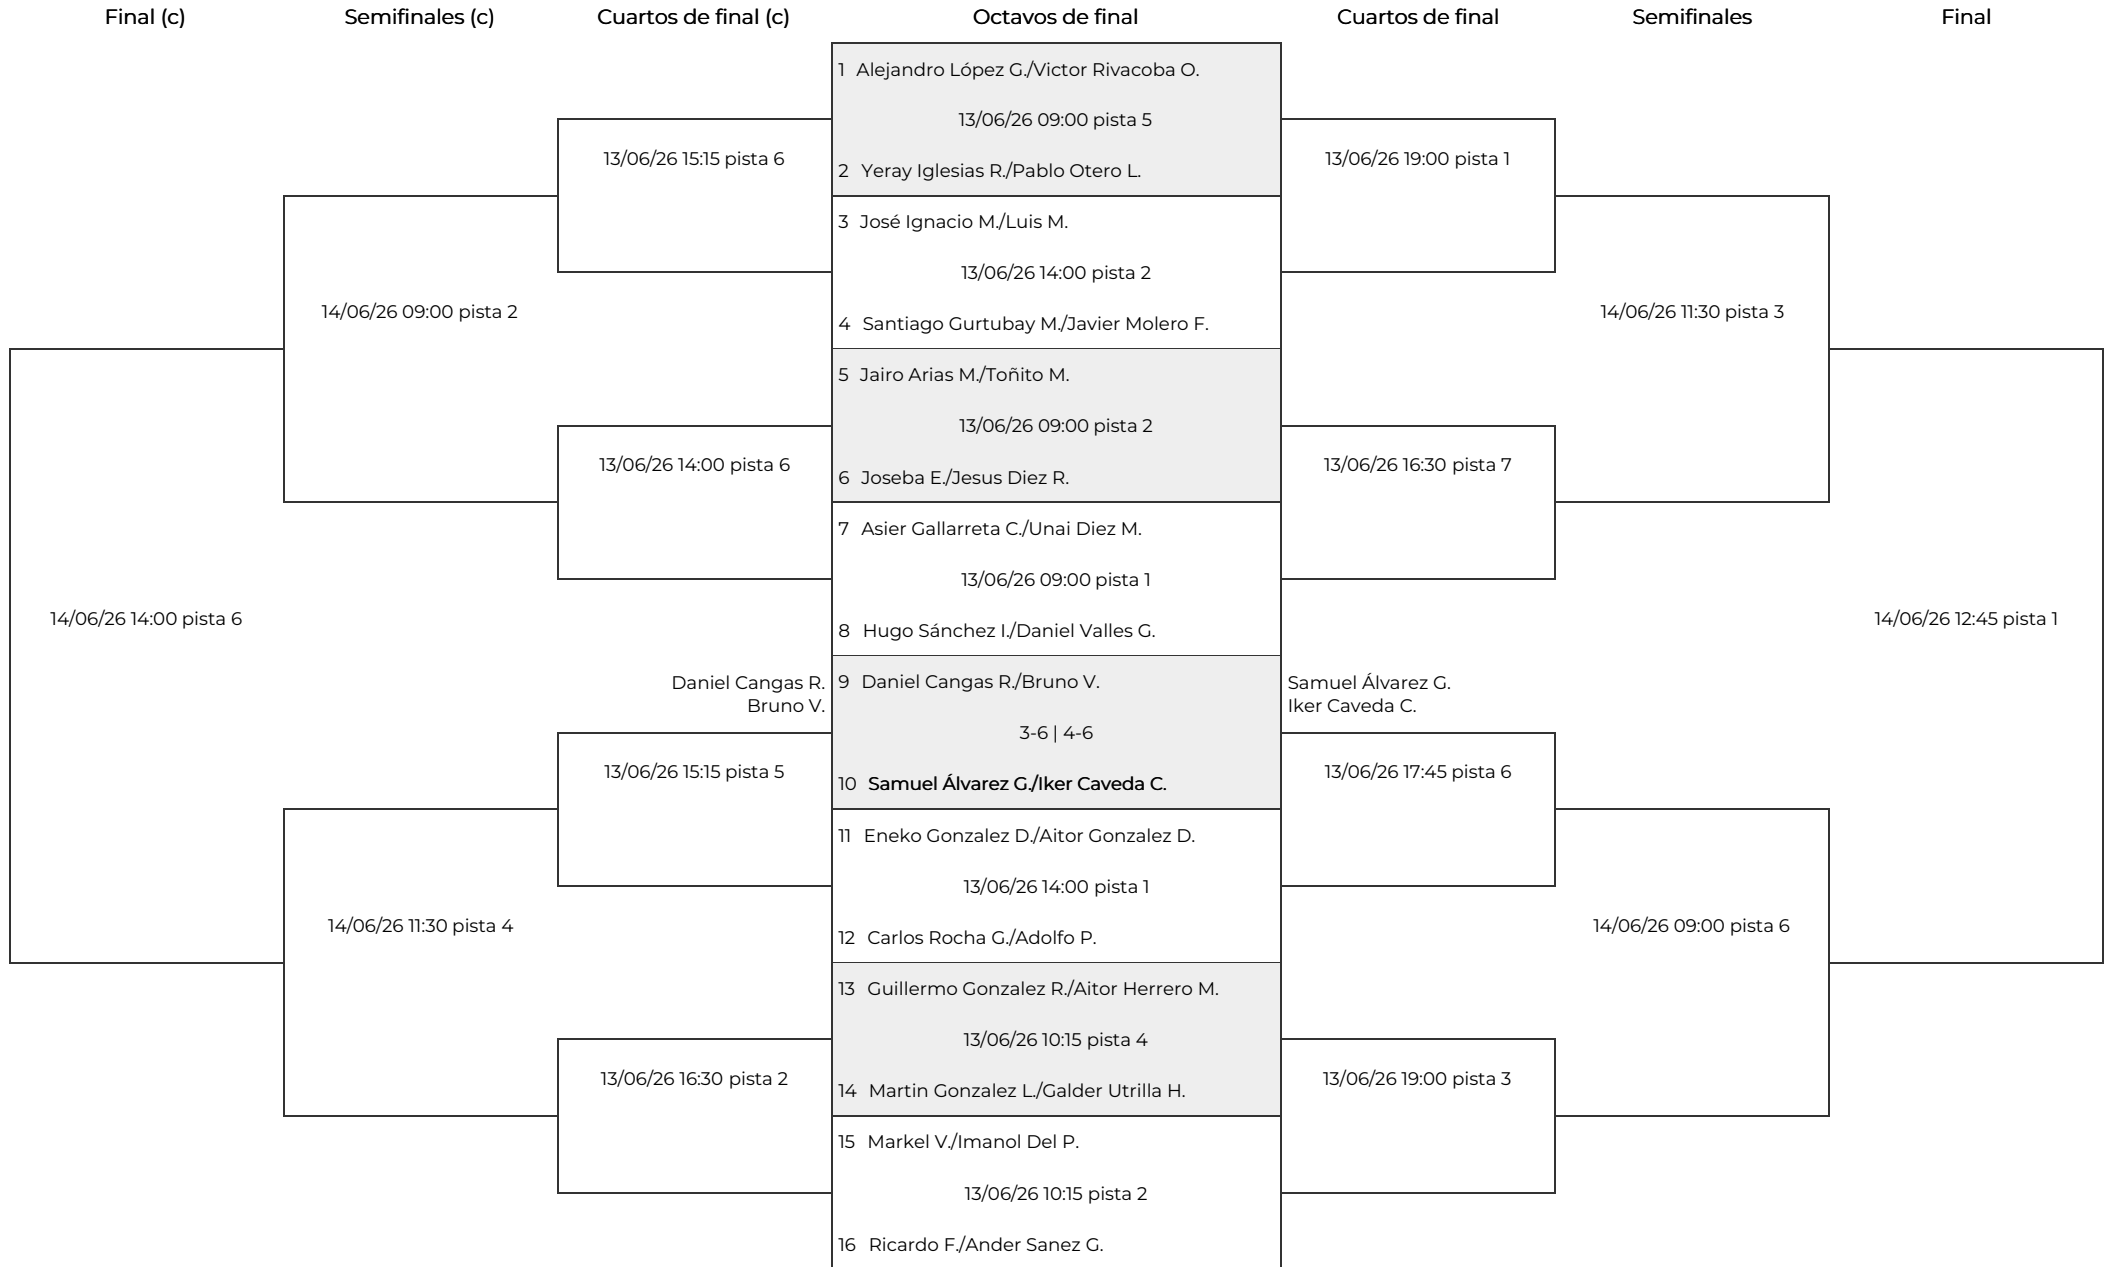 Final (c)
Semifinales (c)
Cuartos de final (c)
Octavos de final
Cuartos de final
Semifinales
Final
1 Alejandro López G./Victor Rivacoba O.
13/06/26 09:00 pista 5
13/06/26 15:15 pista 6
13/06/26 19:00 pista 1
2 Yeray Iglesias R./Pablo Otero L.
3 José Ignacio M./Luis M.
13/06/26 14:00 pista 2
14/06/26 09:00 pista 2
14/06/26 11:30 pista 3
4 Santiago Gurtubay M./Javier Molero F.
5 Jairo Arias M./Toñito M.
13/06/26 09:00 pista 2
13/06/26 14:00 pista 6
13/06/26 16:30 pista 7
6 Joseba E./Jesus Diez R.
7 Asier Gallarreta C./Unai Diez M.
13/06/26 09:00 pista 1
14/06/26 14:00 pista 6
14/06/26 12:45 pista 1
8 Hugo Sánchez I./Daniel Valles G.
Daniel Cangas R.
Bruno V.
9 Daniel Cangas R./Bruno V.
Samuel Álvarez G.
Iker Caveda C.
3-6 | 4-6
13/06/26 15:15 pista 5
13/06/26 17:45 pista 6
10 Samuel Álvarez G./Iker Caveda C.
11 Eneko Gonzalez D./Aitor Gonzalez D.
13/06/26 14:00 pista 1
14/06/26 11:30 pista 4
14/06/26 09:00 pista 6
12 Carlos Rocha G./Adolfo P.
13 Guillermo Gonzalez R./Aitor Herrero M.
13/06/26 10:15 pista 4
13/06/26 16:30 pista 2
13/06/26 19:00 pista 3
14 Martin Gonzalez L./Galder Utrilla H.
15 Markel V./Imanol Del P.
13/06/26 10:15 pista 2
16 Ricardo F./Ander Sanez G.